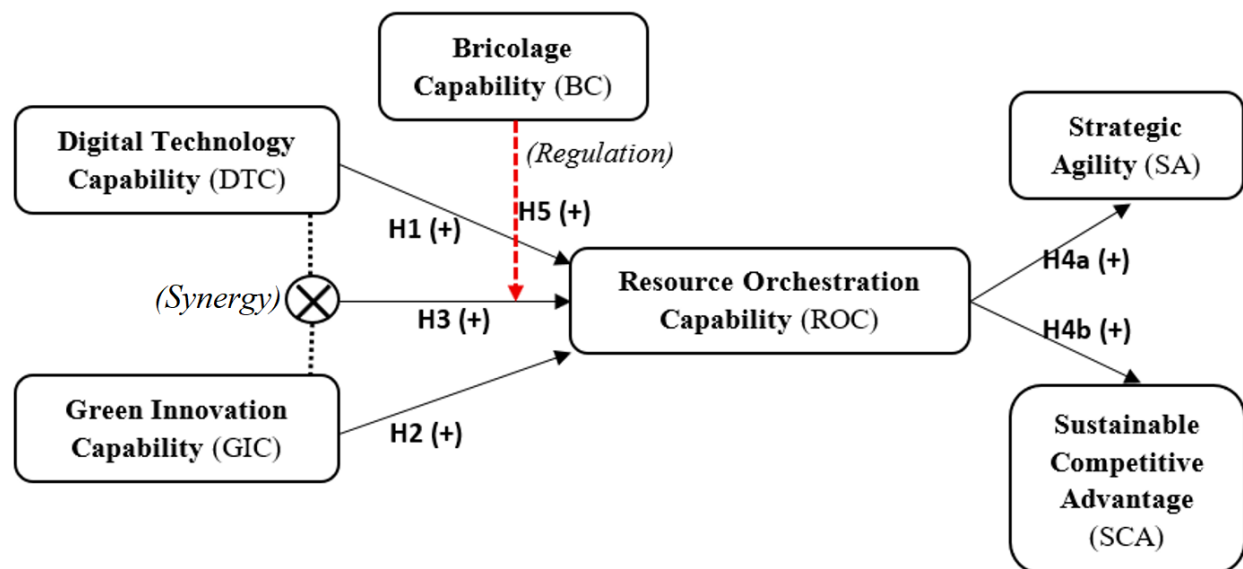 Bricolage
Capability (BC)
Digital Technology
Capability (DTC)
(Regulation)
Strategic
Agility (SA)
H1 (+)
H5 (+)
(Synergy)
H3 (+)
Resource Orchestration
Capability (ROC)
H4a (+)
H4b (+)
Green Innovation
Capability (GIC)
H2 (+)
Sustainable
Competitive
Advantage
(SCA)